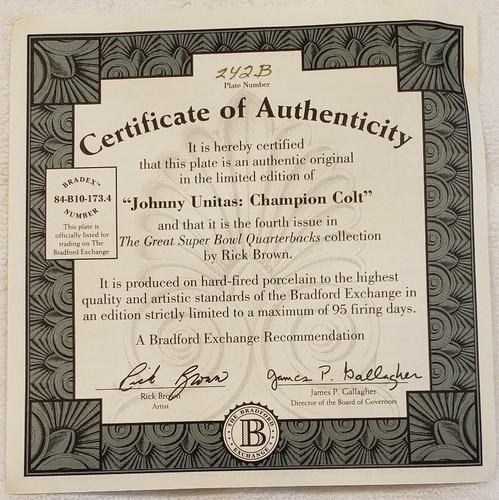 242B
Plate Number
Certificate of Authenticity
It is hereby certified
that this plate is an authentic original
in the limited edition of
BRADEX™
84-B10-173.4
NUMBER
This plate is
officially listed for
trading on The
Bradford Exchange
"Johnny Unitas: Champion Colt"
and that it is the fourth issue in
The Great Super Bowl Quarterbacks collection
by Rick Brown.
It is produced on hard-fired porcelain to the highest
quality and artistic standards of the Bradford Exchange in
an edition strictly limited to a maximum of 95 firing days.
A Bradford Exchange Recommendation
Rick Brown James P. Gallagher
Rick Brown
Artist
James P. Gallagher
Director of the Board of Governors
THE BRADFORD
B
EXCHANGE